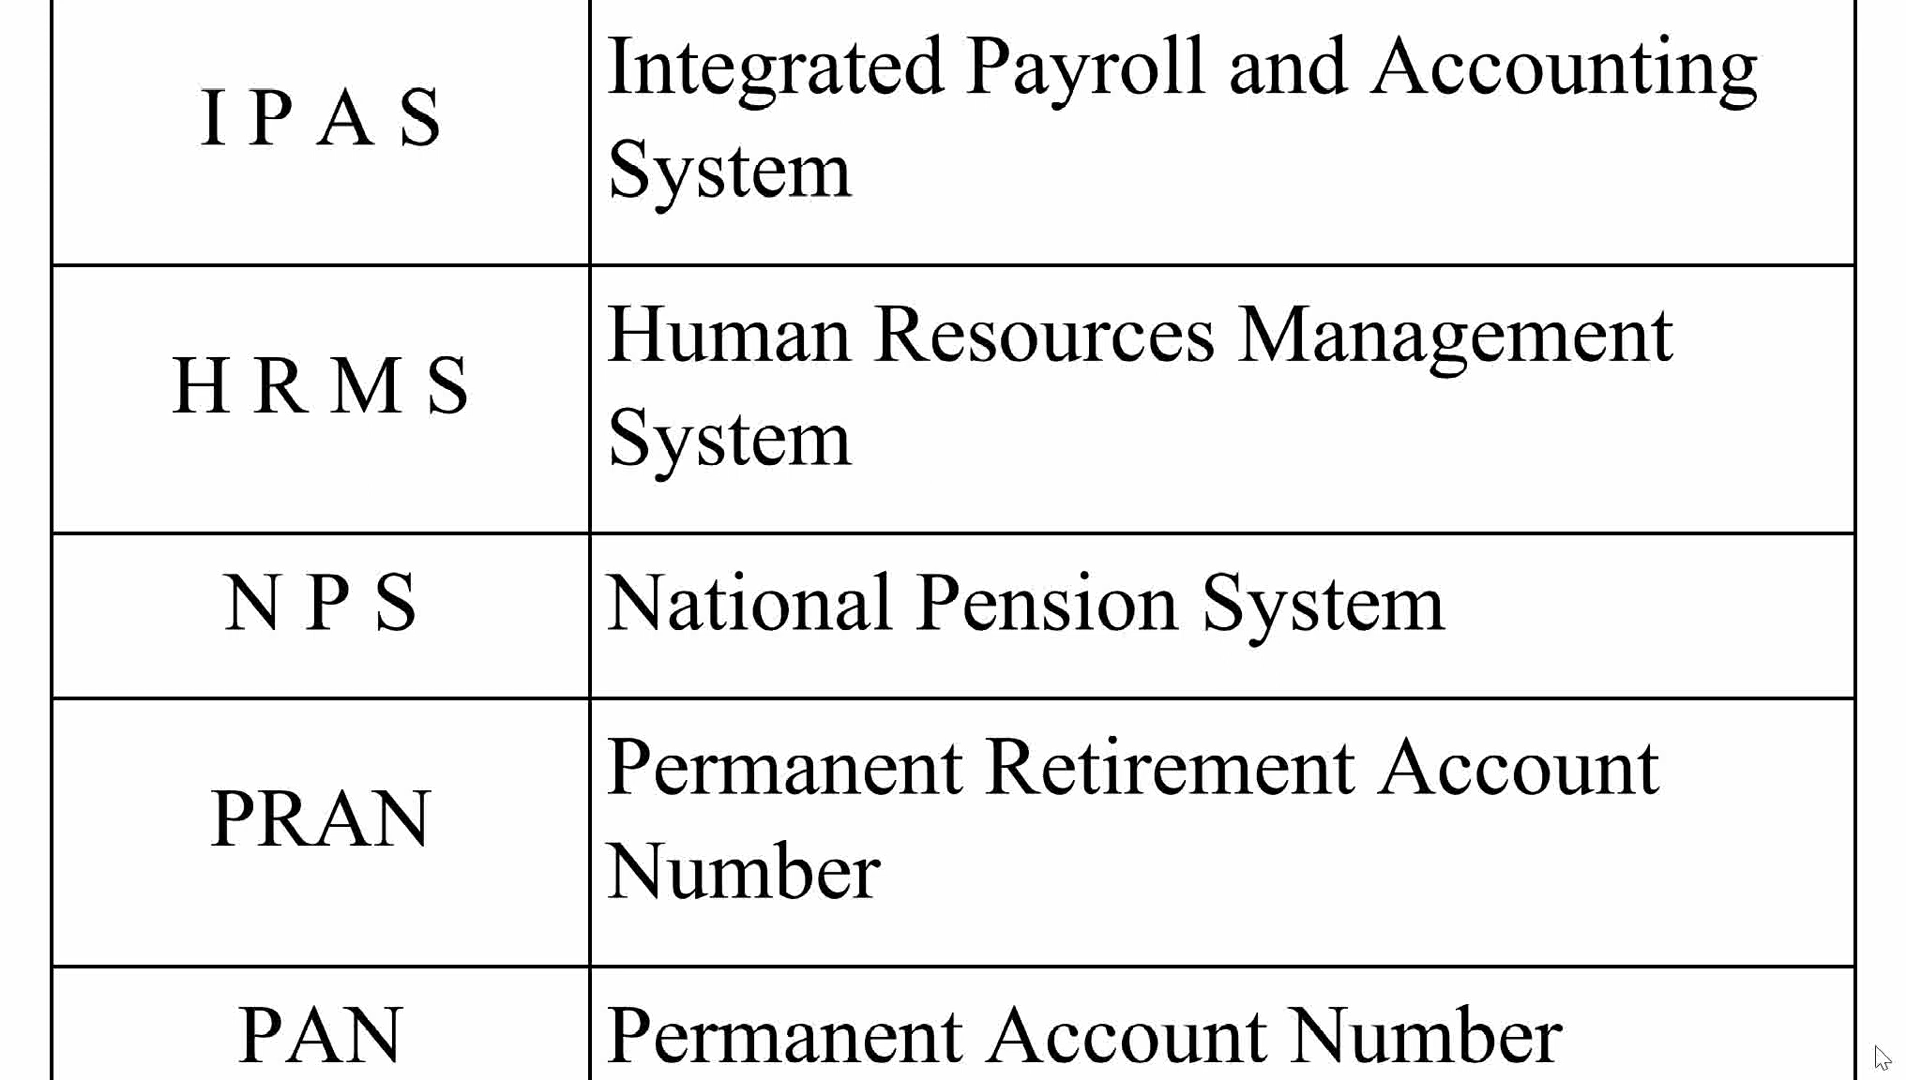 I P A S
Integrated Payroll and Accounting
System
H R M S
Human Resources Management
System
N P S
National Pension System
PRAN
Permanent Retirement Account
Number
PAN
Permanent Account Number